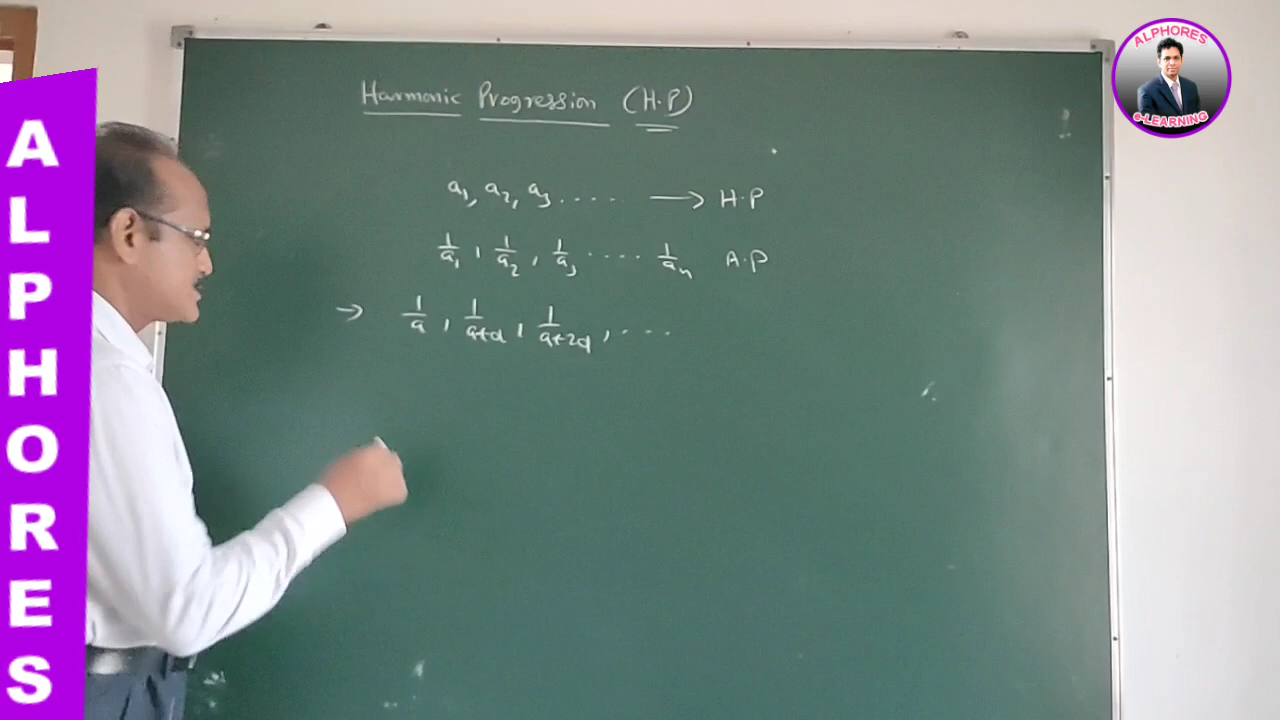 ALPHORES
ALPHORES
e-LEARNING
Harmonic Progression (H.P)
a₁, a₂, a₃ ..... → H.P
1/a₁, 1/a₂, 1/a₃ .... 1/aₙ A.P
→ 1/a, 1/a+d, 1/a+2d, ...